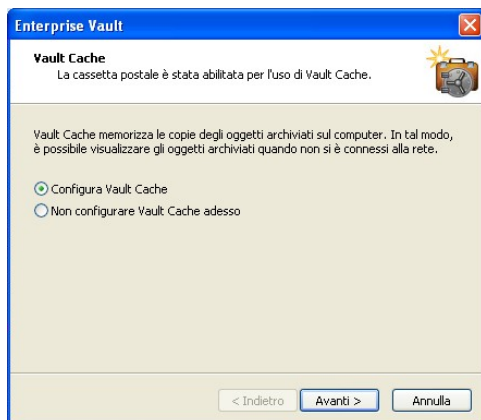 Enterprise Vault
Vault Cache
La cassetta postale è stata abilitata per l'uso di Vault Cache.
Vault Cache memorizza le copie degli oggetti archiviati sul computer. In tal modo,
è possibile visualizzare gli oggetti archiviati quando non si è connessi alla rete.
Configura Vault Cache
Non configurare Vault Cache adesso
< Indietro Avanti > Annulla